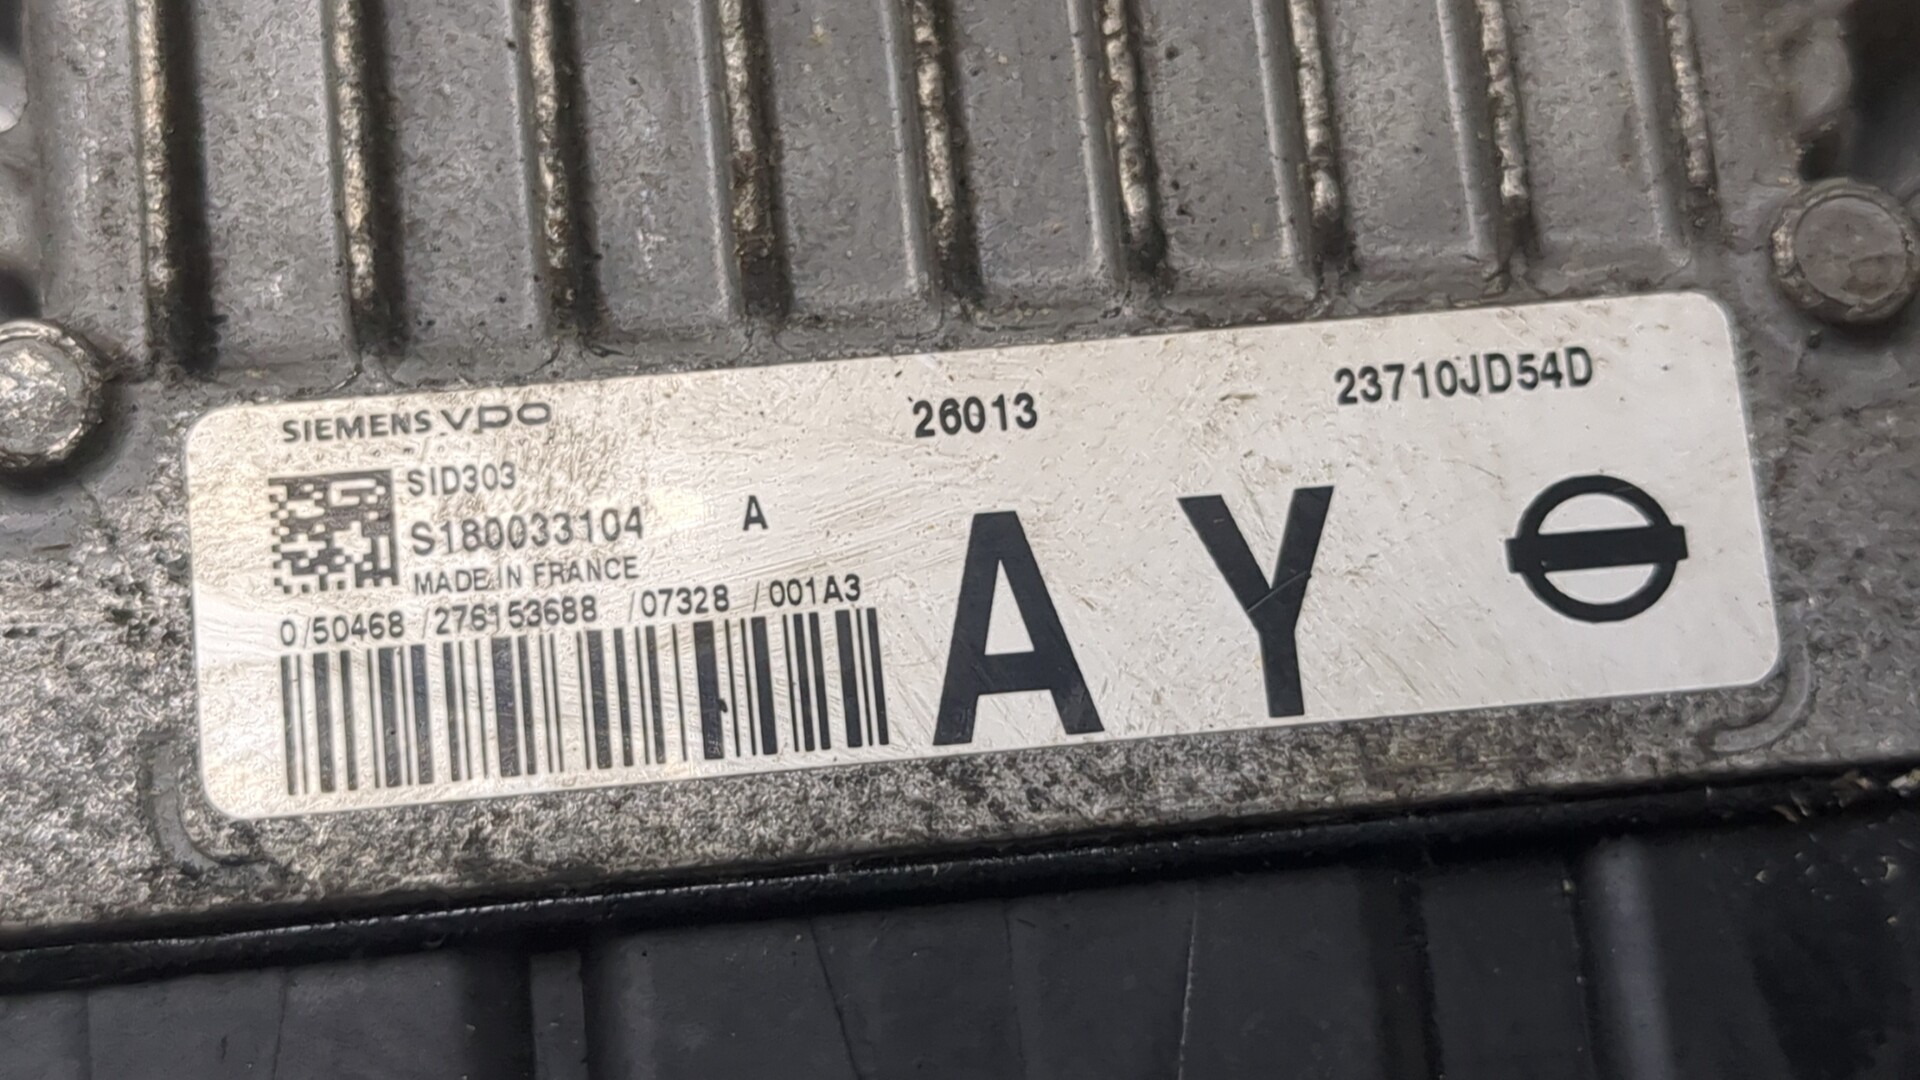 SIEMENS VDO
26013
23710JD54D
SID303
S180033104 A
MADE IN FRANCE
0/50468 /276153688 /07328 /001A3
A Y